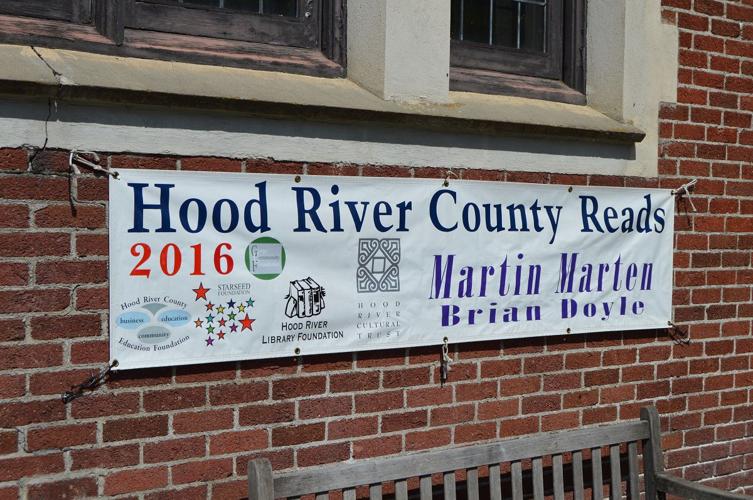 Hood River County Reads
2016
Martin Marten
Brian Doyle
Hood River County
business education
community
Education Foundation
STARSEED
FOUNDATION
HOOD RIVER
LIBRARY FOUNDATION
HOOD
RIVER
CULTURAL
TRUST